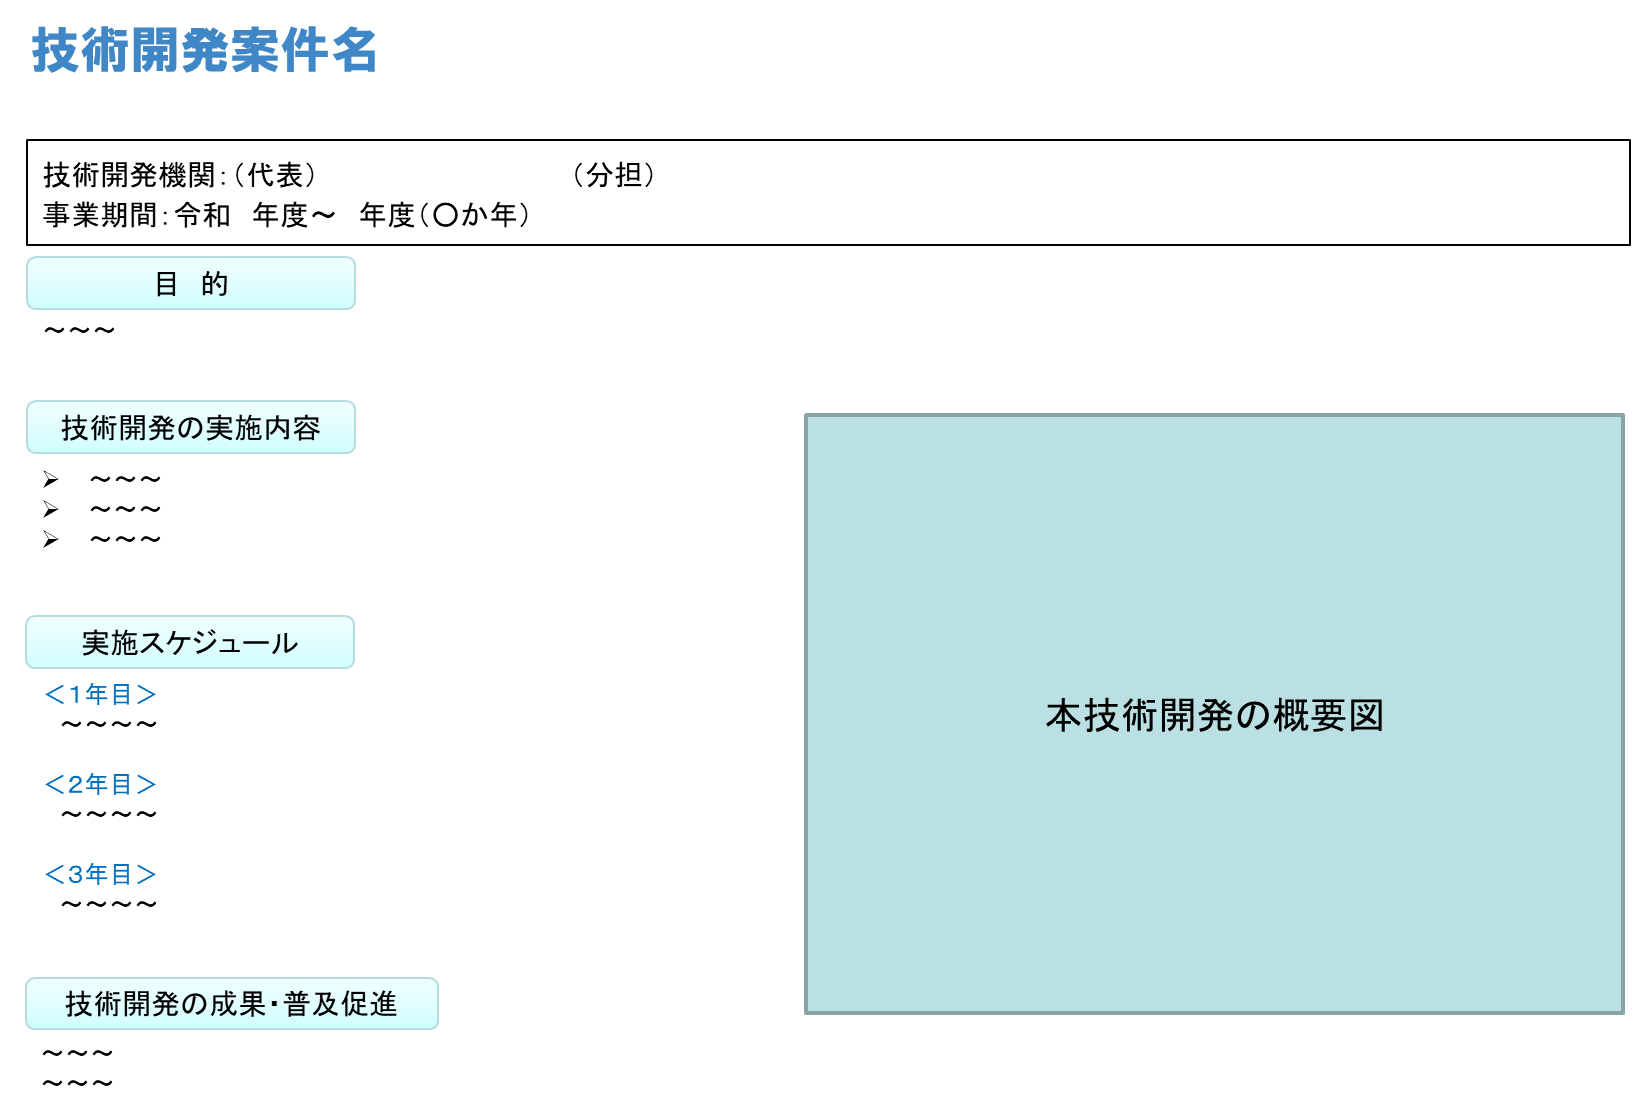 技術開発案件名
技術開発機関：（代表）　　　　　　　　　（分担）
事業期間：令和　年度～　年度（〇か年）
目　的
～～～
技術開発の実施内容
➢　～～～
➢　～～～
➢　～～～
実施スケジュール
＜１年目＞
～～～～
＜２年目＞
～～～～
＜３年目＞
～～～～
本技術開発の概要図
技術開発の成果・普及促進
～～～
～～～